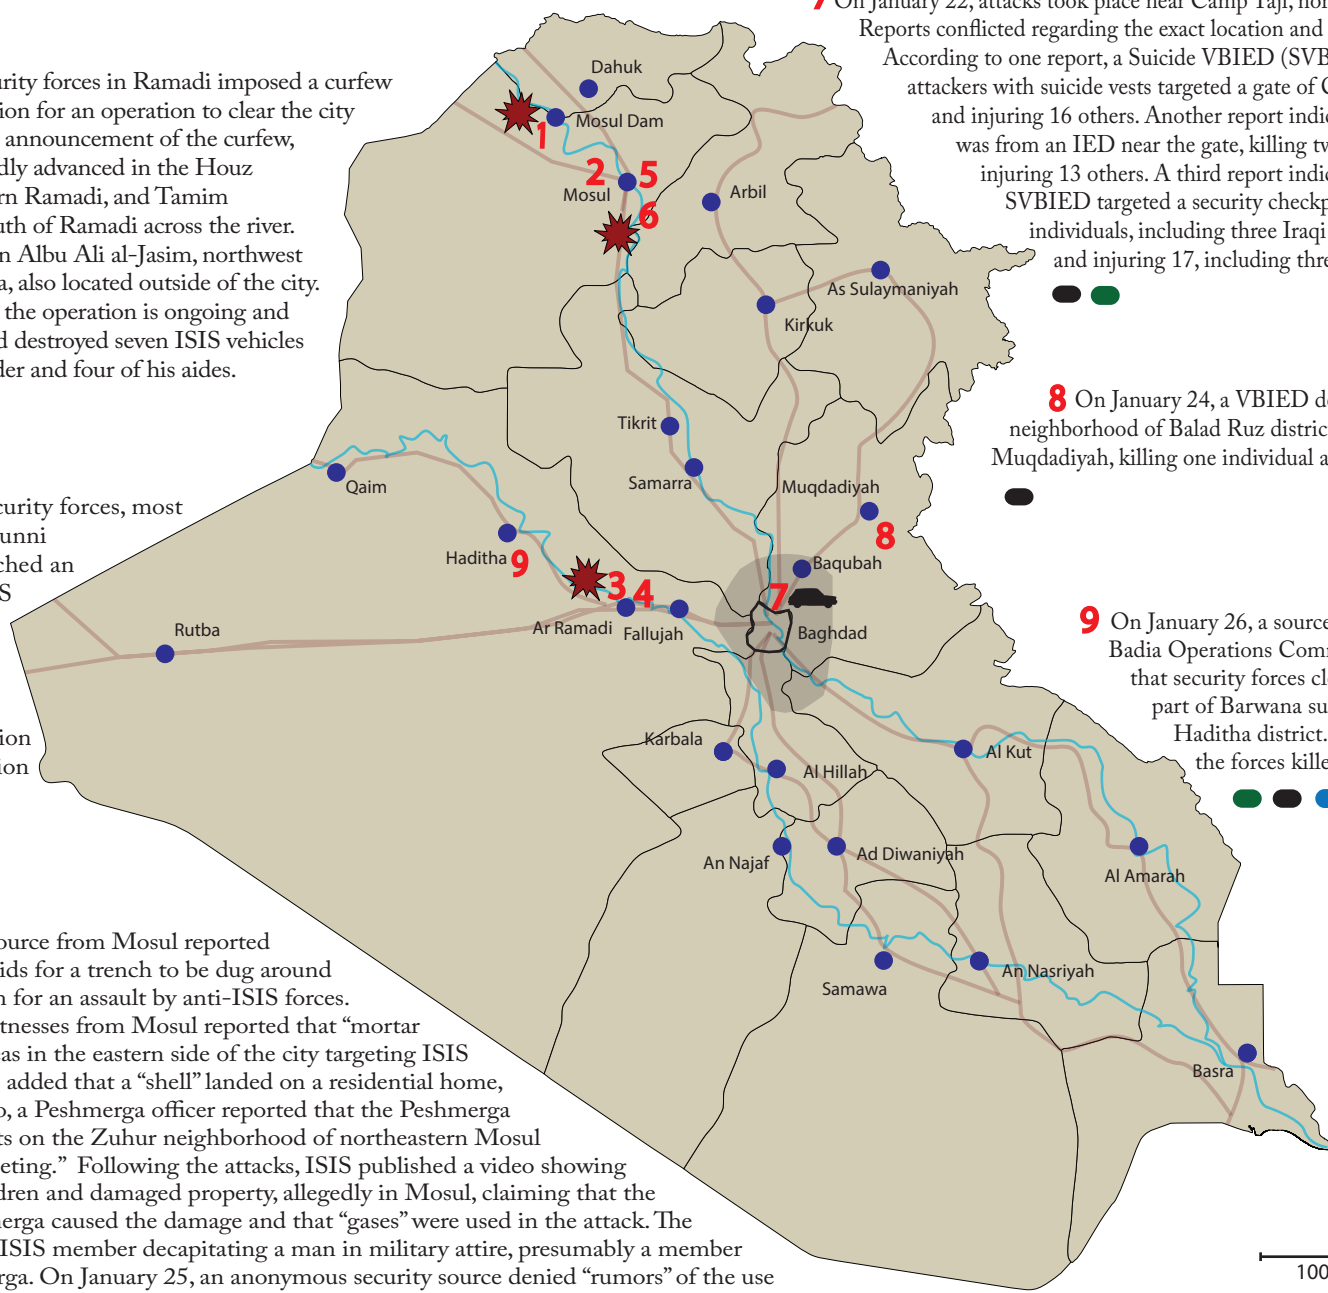 urity forces in Ramadi imposed a curfew
tion for an operation to clear the city
announcement of the curfew,
dly advanced in the Houz
rn Ramadi, and Tamim
uth of Ramadi across the river.
n Albu Ali al-Jasim, northwest
a, also located outside of the city.
the operation is ongoing and
d destroyed seven ISIS vehicles
der and four of his aides.
curity forces, most
unni
ched an
S
ion
ion
ource from Mosul reported
ids for a trench to be dug around
n for an assault by anti-ISIS forces.
tnesses from Mosul reported that “mortar
eas in the eastern side of the city targeting ISIS
added that a “shell” landed on a residential home,
o, a Peshmerga officer reported that the Peshmerga
ts on the Zuhur neighborhood of northeastern Mosul
eting.” Following the attacks, ISIS published a video showing
dren and damaged property, allegedly in Mosul, claiming that the
merga caused the damage and that “gases” were used in the attack. The
ISIS member decapitating a man in military attire, presumably a member
rga. On January 25, an anonymous security source denied “rumors” of the use
7 On January 22, attacks took place near Camp Taji, nor
Reports conflicted regarding the exact location and
According to one report, a Suicide VBIED (SVB
attackers with suicide vests targeted a gate of C
and injuring 16 others. Another report indic
was from an IED near the gate, killing tw
injuring 13 others. A third report indic
SVBIED targeted a security checkp
individuals, including three Iraqi
and injuring 17, including thre
8 On January 24, a VBIED de
neighborhood of Balad Ruz distric
Muqdadiyah, killing one individual a
9 On January 26, a source
Badia Operations Comm
that security forces cle
part of Barwana su
Haditha district.
the forces kille
Dahuk
1
Mosul Dam
2
5
Mosul
Arbil
6
As Sulaymaniyah
Kirkuk
Tikrit
Samarra
Muqdadiyah
8
Qaim
Haditha
9
Baqubah
3
4
7
Ar Ramadi
Fallujah
Baghdad
Rutba
Karbala
Al Kut
Al Hillah
An Najaf
Ad Diwaniyah
Al Amarah
Samawa
An Nasriyah
Basra
100